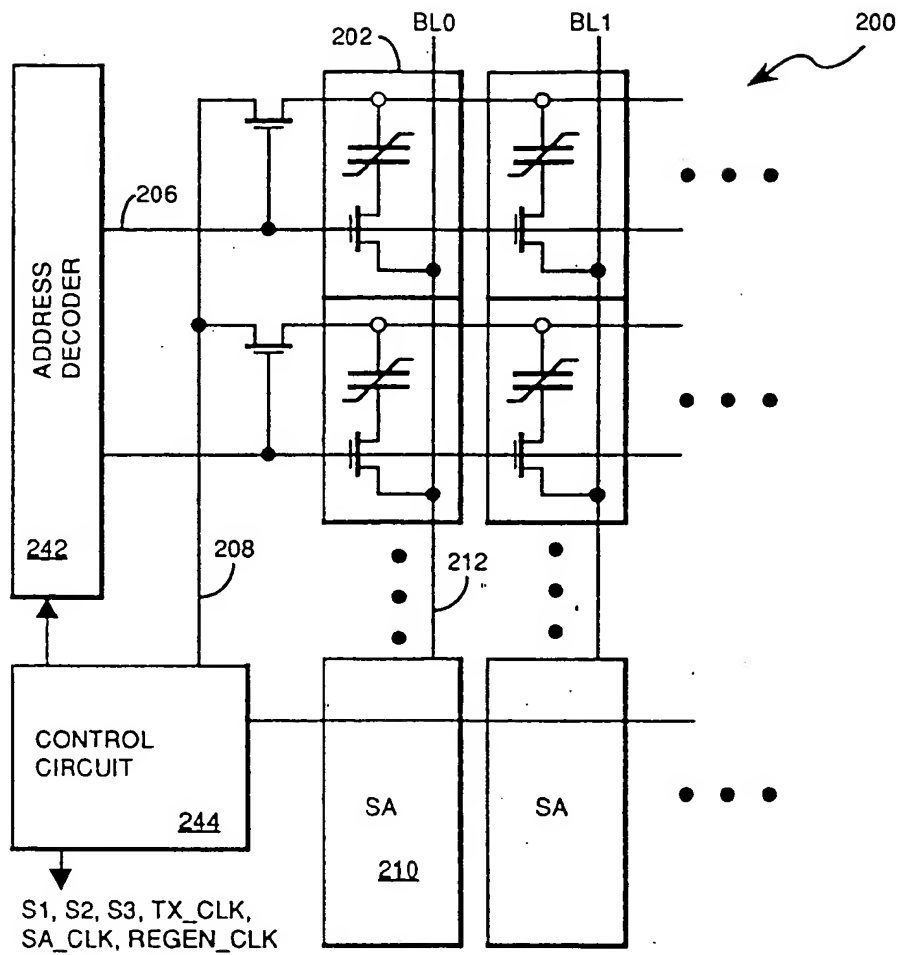 BL0
BL1
202
200
206
ADDRESS
DECODER
242
208
212
CONTROL
CIRCUIT
244
SA
210
SA
S1, S2, S3, TX_CLK,
SA_CLK, REGEN_CLK